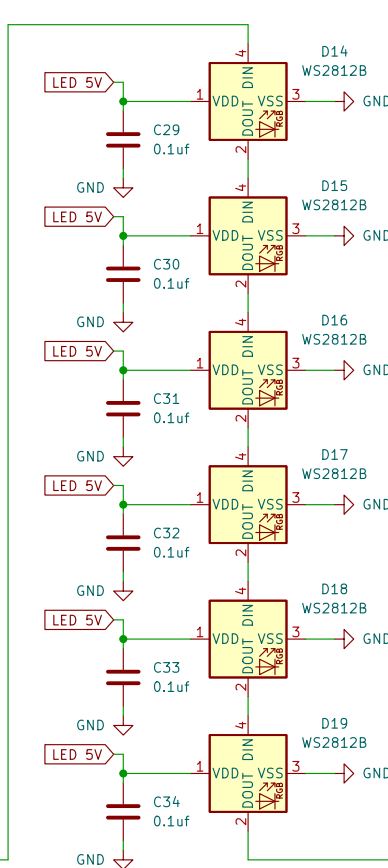 D14
WS2812B
LED 5V
4
DIN
1
VDD
VSS
3
GND
DOUT
RGB
2
C29
0.1uf
GND
D15
WS2812B
LED 5V
4
DIN
1
VDD
VSS
3
GND
DOUT
RGB
2
C30
0.1uf
GND
D16
WS2812B
LED 5V
4
DIN
1
VDD
VSS
3
GND
DOUT
RGB
2
C31
0.1uf
GND
D17
WS2812B
LED 5V
4
DIN
1
VDD
VSS
3
GND
DOUT
RGB
2
C32
0.1uf
GND
D18
WS2812B
LED 5V
4
DIN
1
VDD
VSS
3
GND
DOUT
RGB
2
C33
0.1uf
GND
D19
WS2812B
LED 5V
4
DIN
1
VDD
VSS
3
GND
DOUT
RGB
2
C34
0.1uf
GND